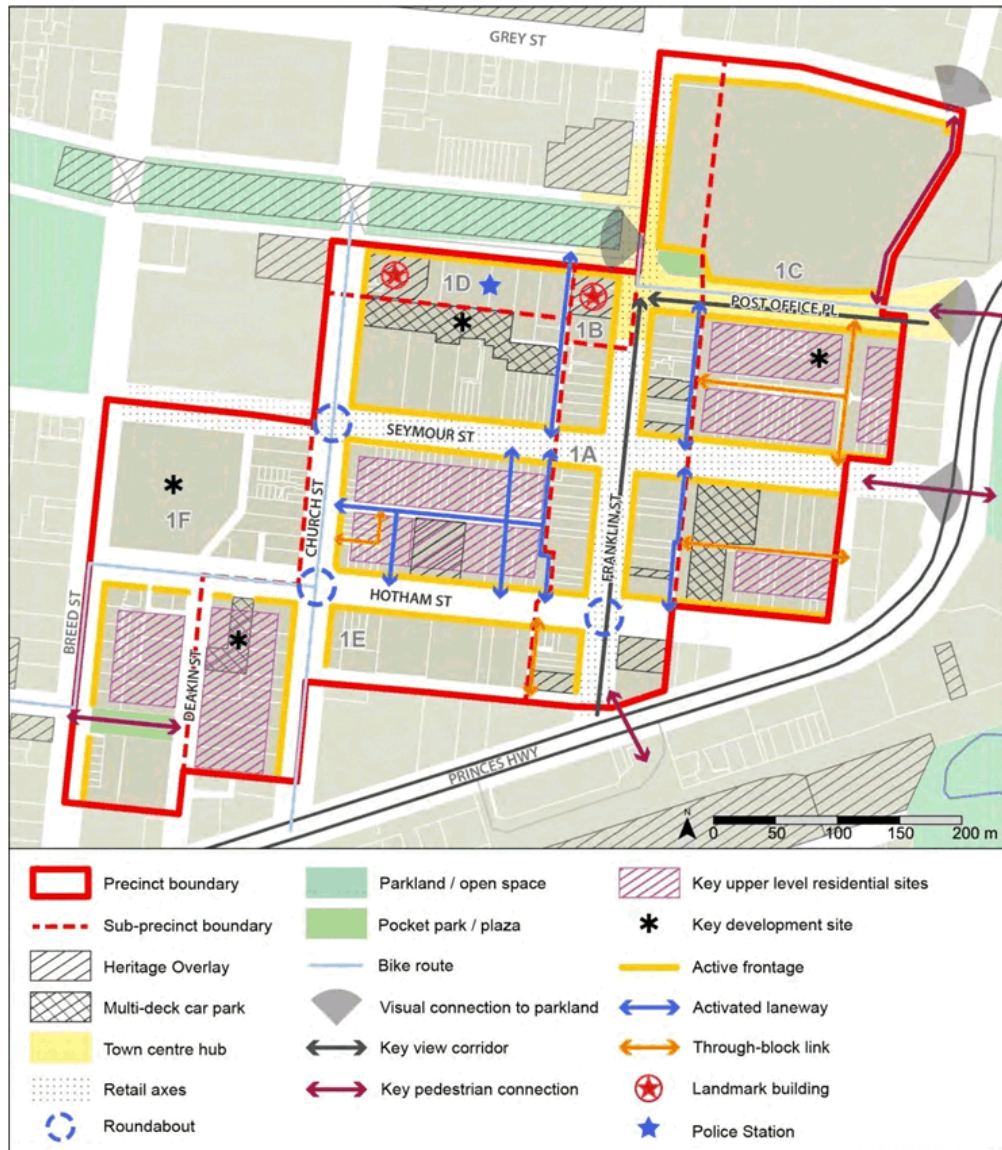 GREY ST
1C
1D
POST OFFICE PL
1B
SEYMOUR ST
1A
1F
CHURCH ST
FRANKLIN ST
HOTHAM ST
BREED ST
1E
DEAKIN ST
PRINCES HWY
N
0 50 100 150 200 m
Precinct boundary
Parkland / open space
Key upper level residential sites
Sub-precinct boundary
Pocket park / plaza
Key development site
Heritage Overlay
Bike route
Active frontage
Multi-deck car park
Visual connection to parkland
Activated laneway
Town centre hub
Key view corridor
Through-block link
Retail axes
Key pedestrian connection
Landmark building
Roundabout
Police Station